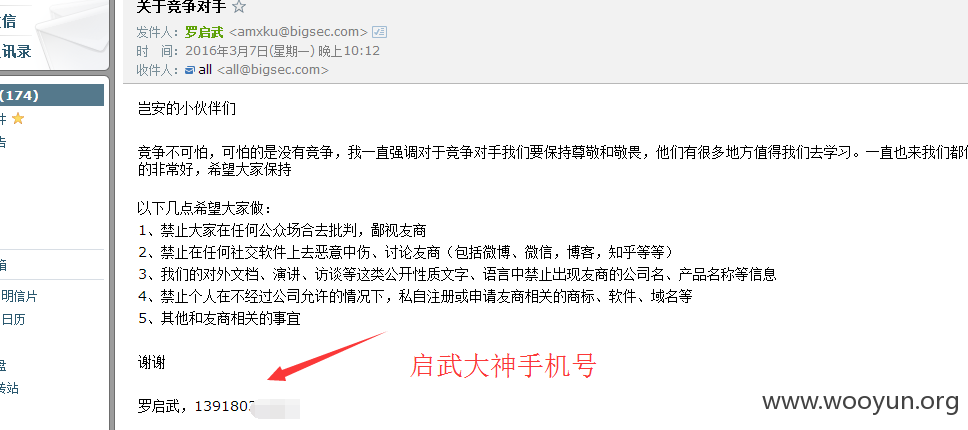 关于竞争对手
信
发件人：罗启武 <amxku@bigsec.com>
讯录
时 间：2016年3月7日(星期一) 晚上10:12
收件人：all <all@bigsec.com>
(174)
岂安的小伙伴们
件
告
竞争不可怕，可怕的是没有竞争，我一直强调对于竞争对手我们要保持尊敬和敬畏，他们有很多地方值得我们去学习。一直也来我们都
的非常好，希望大家保持
以下几点希望大家做：
1、禁止大家在任何公众场合去批判，鄙视友商
2、禁止在任何社交软件上去恶意中伤、讨论友商（包括微博、微信，博客，知乎等等）
箱
3、我们的对外文档、演讲、访谈等这类公开性质文字、语言中禁止出现友商的公司名、产品名称等信息
明信片
4、禁止个人在不经过公司允许的情况下，私自注册或申请友商相关的商标、软件、域名等
日历
5、其他和友商相关的事宜
谢谢
盘
启武大神手机号
转站
罗启武，139180
www.wooyun.org